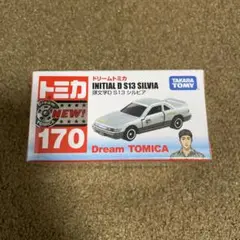 トミカ
NEW!
170
ドリームトミカ
INITIAL D S13 SILVIA
頭文字D S13 シルビア
TAKARA
TOMY
Dream TOMICA